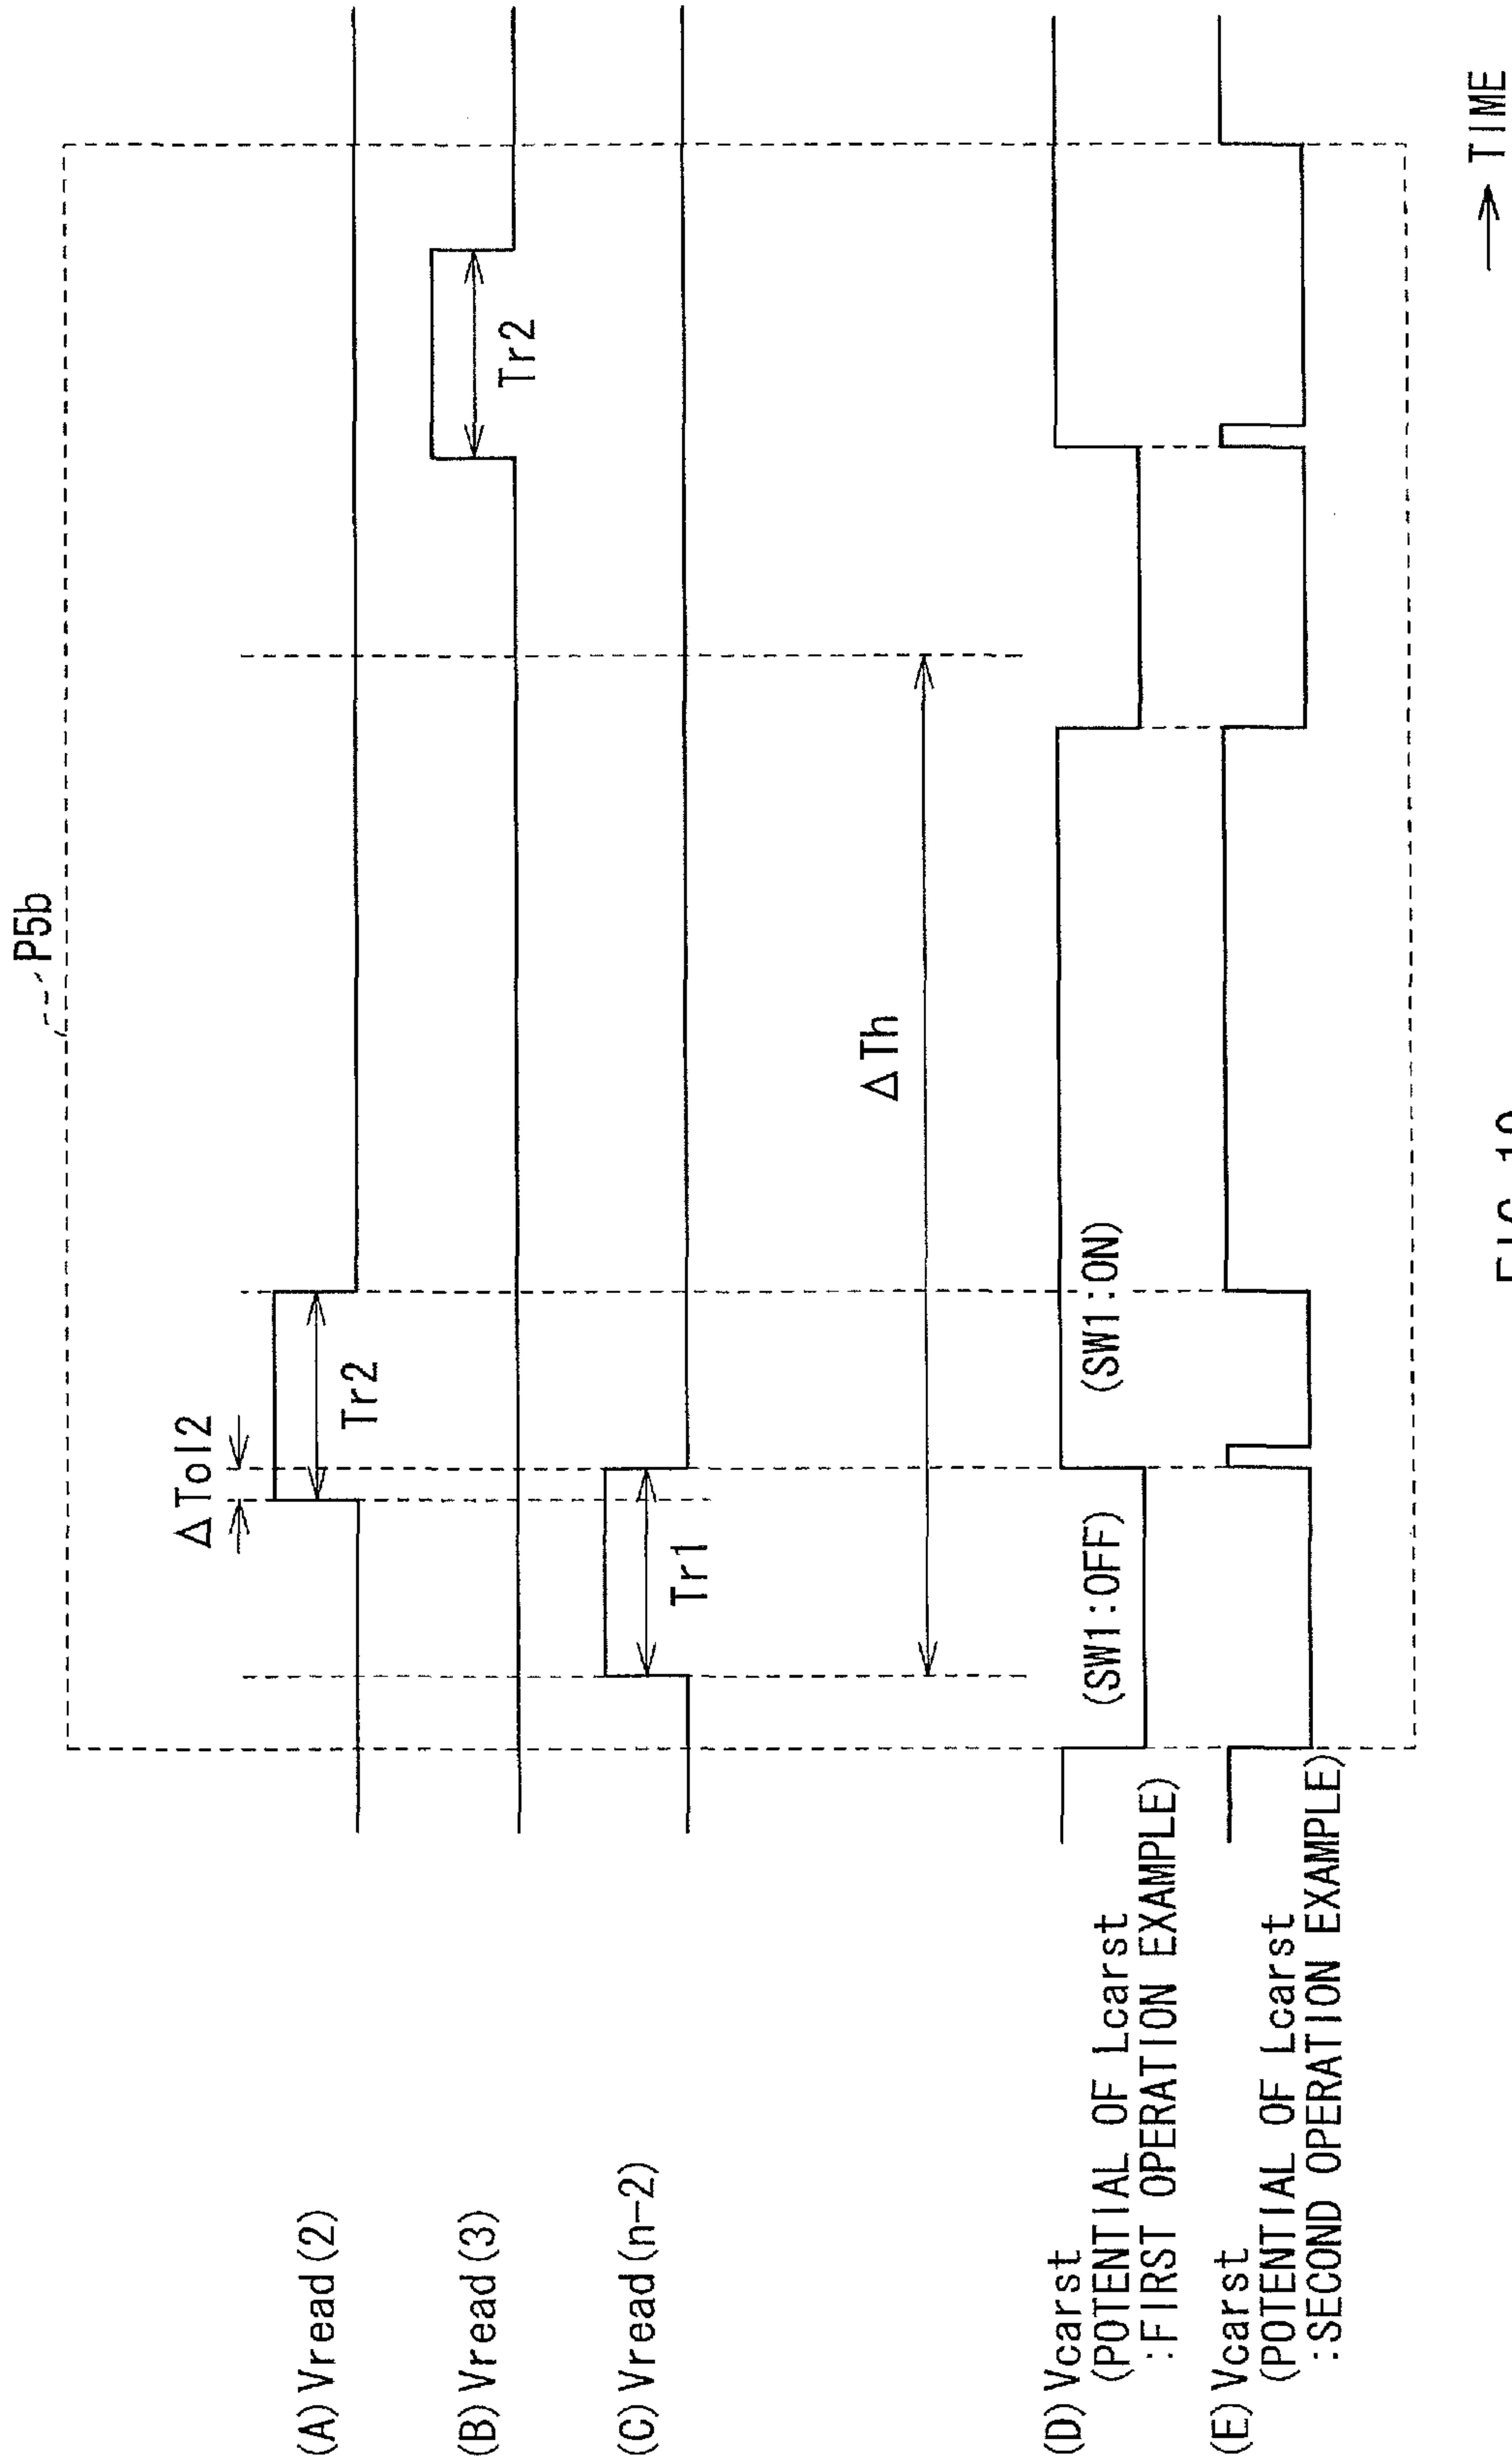 P5b
ΔTol2
Tr2
(A) Vread(2)
Tr2
(B) Vread(3)
Tr1
(C) Vread(n-2)
ΔTh
(SW1:OFF)
(SW1:ON)
(D) Vcarst
(POTENTIAL OF Lcarst
:FIRST OPERATION EXAMPLE)
(E) Vcarst
(POTENTIAL OF Lcarst
:SECOND OPERATION EXAMPLE)
→ TIME